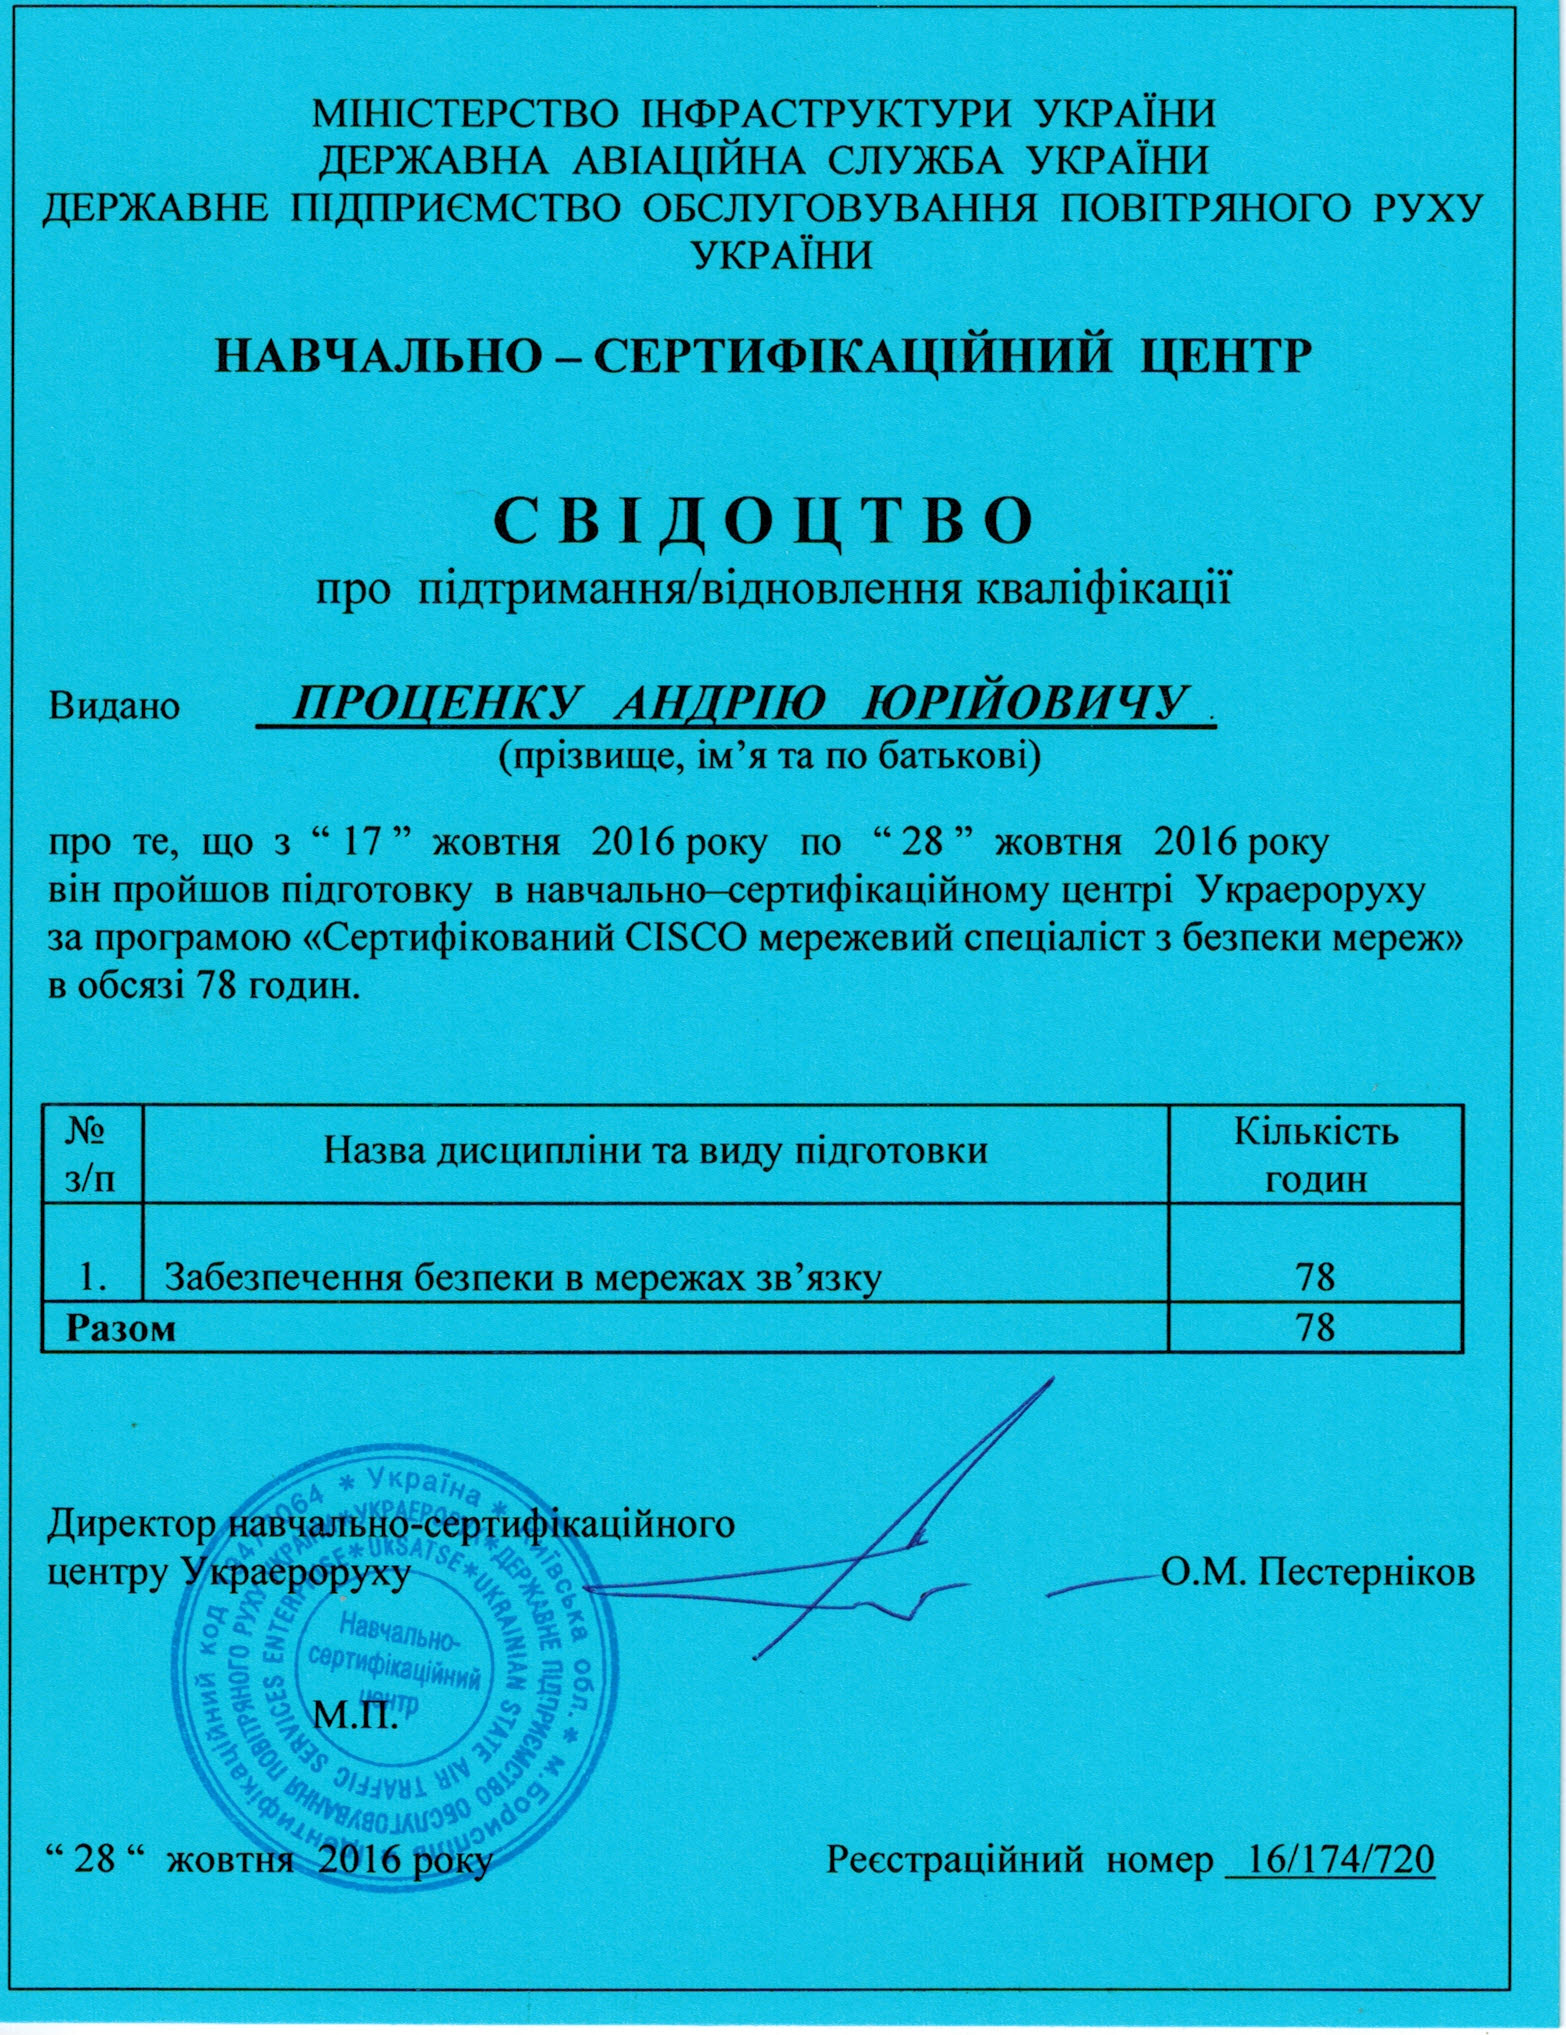 МІНІСТЕРСТВО ІНФРАСТРУКТУРИ УКРАЇНИ
ДЕРЖАВНА АВІАЦІЙНА СЛУЖБА УКРАЇНИ
ДЕРЖАВНЕ ПІДПРИЄМСТВО ОБСЛУГОВУВАННЯ ПОВІТРЯНОГО РУХУ
УКРАЇНИ
НАВЧАЛЬНО – СЕРТИФІКАЦІЙНИЙ ЦЕНТР
СВІДОЦТВО
про підтримання/відновлення кваліфікації
Видано ПРОЦЕНКУ АНДРІЮ ЮРІЙОВИЧУ .
(прізвище, ім’я та по батькові)
про те, що з “ 17 ” жовтня 2016 року по “ 28 ” жовтня 2016 року
він пройшов підготовку в навчально–сертифікаційному центрі Украероруху
за програмою «Сертифікований CISCO мережевий спеціаліст з безпеки мереж»
в обсязі 78 годин.
№ з/п Назва дисципліни та виду підготовки Кількість годин
1. Забезпечення безпеки в мережах зв’язку 78
Разом 78
Директор навчально-сертифікаційного
центру Украероруху О.М. Пестерніков
Україна * Київська обл. * м. Бориспіль * Ідентифікаційний код
УКРАЕРОРУХ * ДЕРЖАВНЕ ПІДПРИЄМСТВО ОБСЛУГОВУВАННЯ ПОВІТРЯНОГО РУХУ УКРАЇНИ
UkSATSE * UKRAINIAN STATE AIR TRAFFIC SERVICES ENTERPRISE
Навчально-
сертифікаційний
центр
М.П.
“ 28 “ жовтня 2016 року Реєстраційний номер 16/174/720